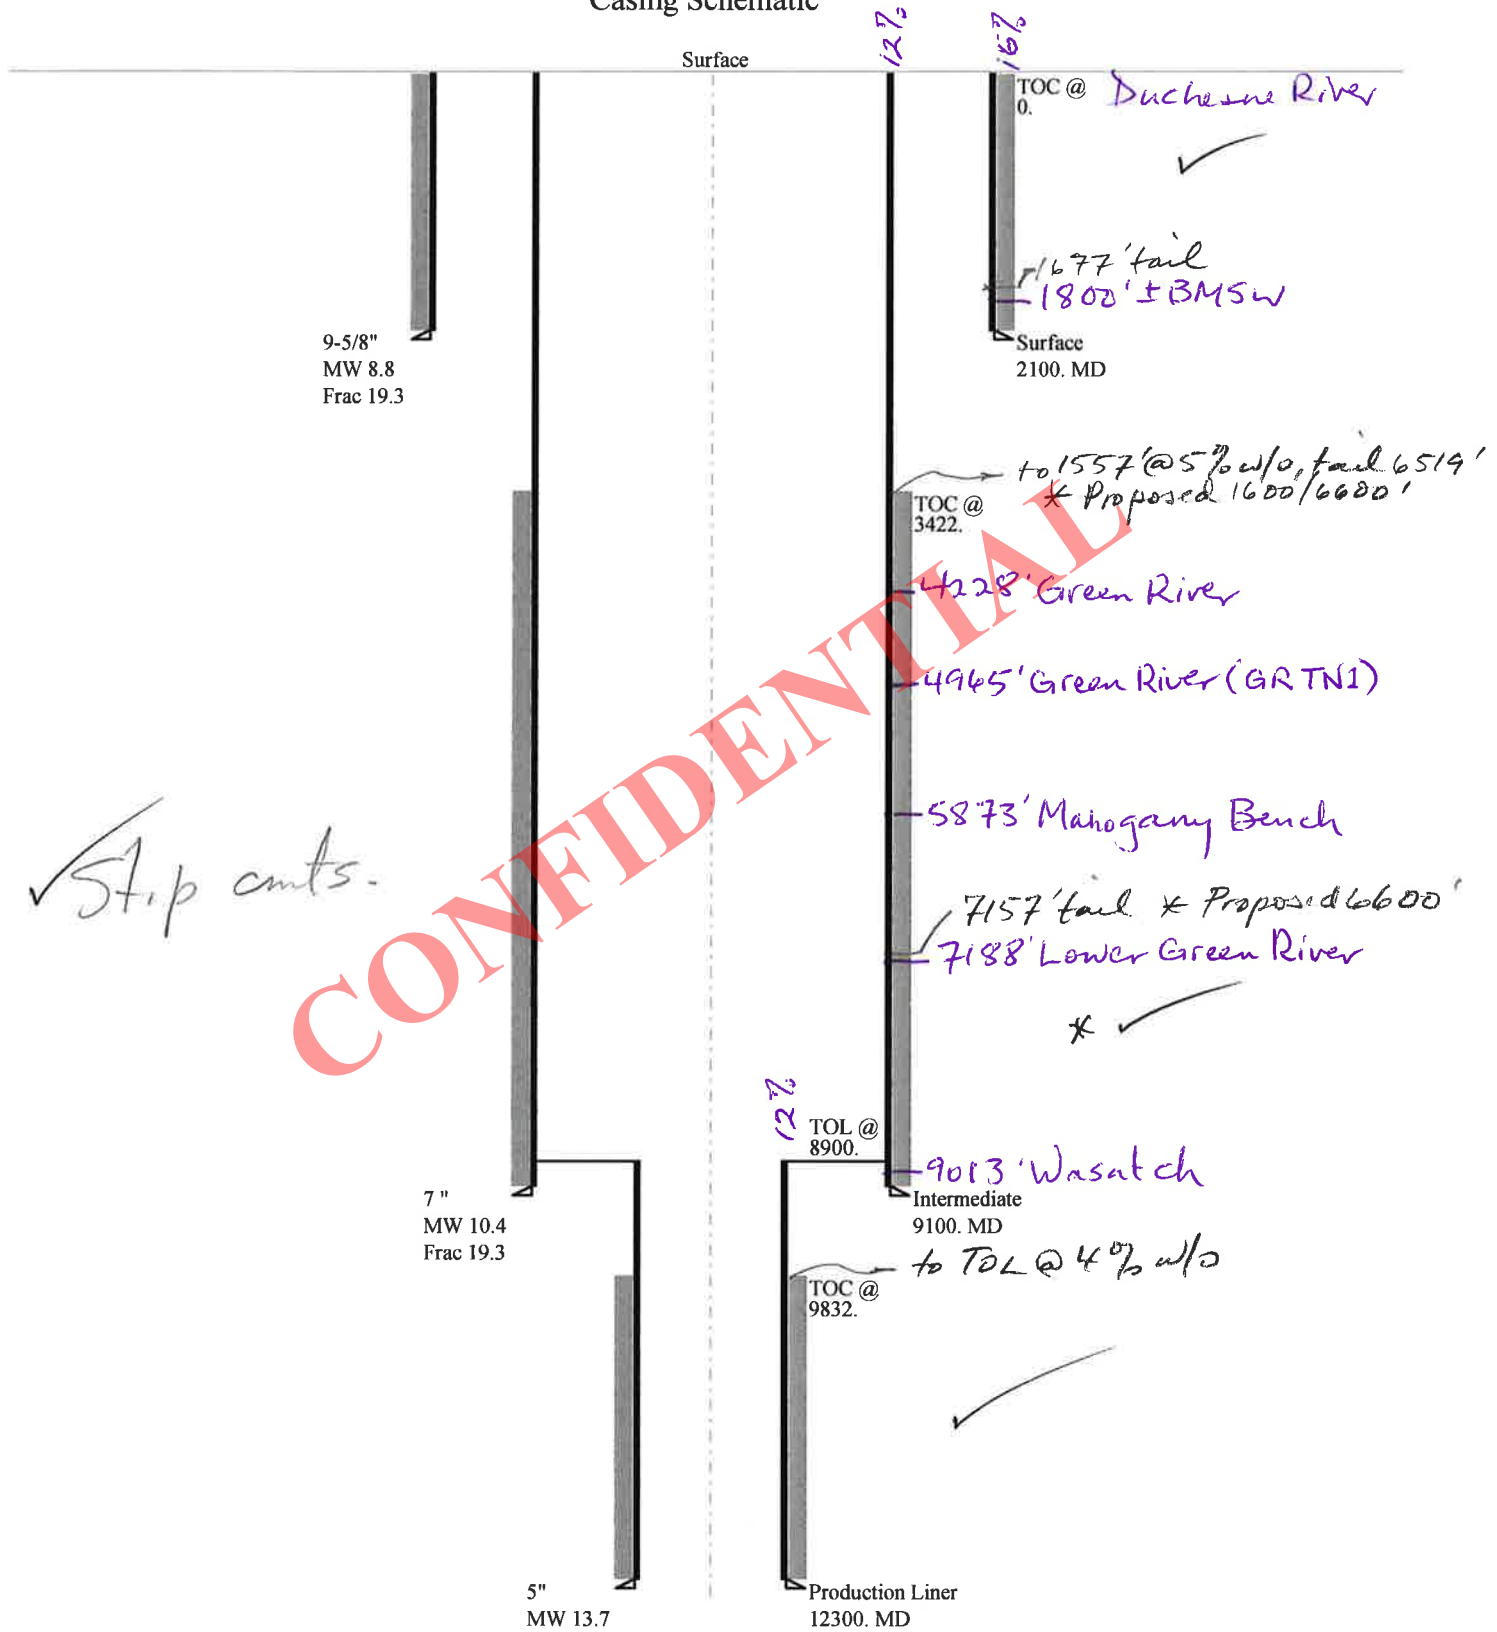 Casing Schematic
12%
16%
Surface
TOC @ Duchesne River
0.
1677' tail
1800' ± BMSW
9-5/8"
MW 8.8
Frac 19.3
Surface
2100. MD
to 1557' @ 5% w/o, tail 6519'
* Proposed 1600/6600'
TOC @
3422.
4228' Green River
4965' Green River (GRTN1)
CONFIDENTIAL
5873' Mahogany Bench
✓ Stip cmts.
7157' tail * Proposed 6600'
7188' Lower Green River
* ✓
12%
TOL @
8900.
9013' Wasatch
7 "
MW 10.4
Frac 19.3
Intermediate
9100. MD
to TOL @ 4% w/o
TOC @
9832.
5"
MW 13.7
Production Liner
12300. MD